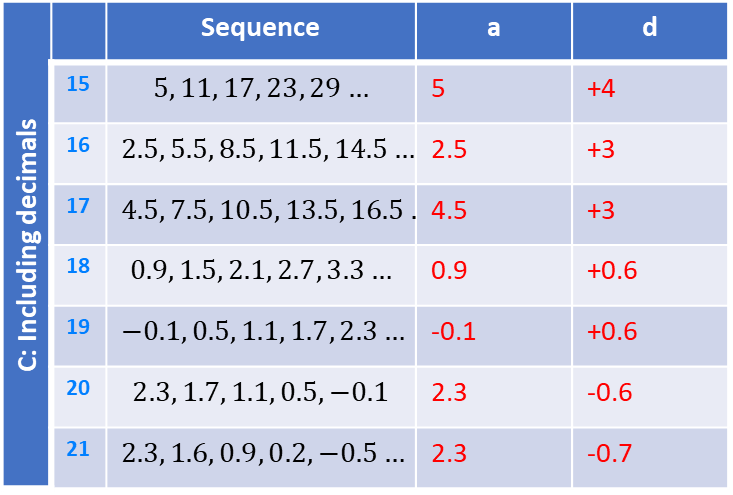 Sequence a d
C: Including decimals
15 5, 11, 17, 23, 29 … 5 +4
16 2.5, 5.5, 8.5, 11.5, 14.5 … 2.5 +3
17 4.5, 7.5, 10.5, 13.5, 16.5 . 4.5 +3
18 0.9, 1.5, 2.1, 2.7, 3.3 … 0.9 +0.6
19 −0.1, 0.5, 1.1, 1.7, 2.3 … -0.1 +0.6
20 2.3, 1.7, 1.1, 0.5, −0.1 2.3 -0.6
21 2.3, 1.6, 0.9, 0.2, −0.5 … 2.3 -0.7